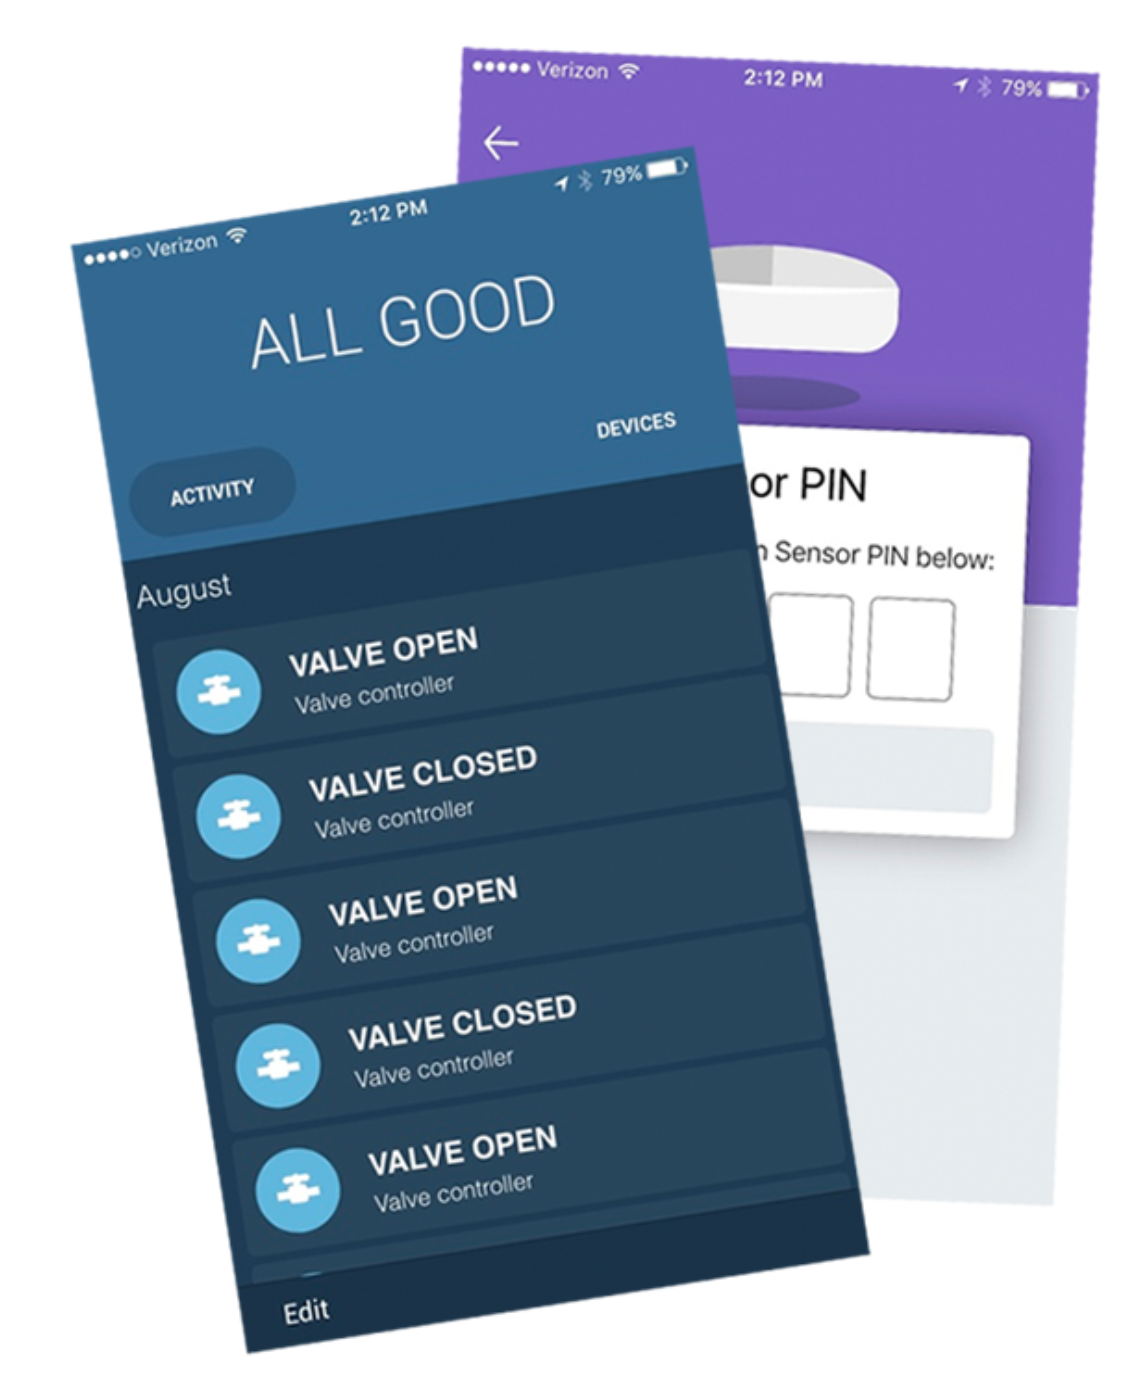 Verizon
2:12 PM
79%
ALL GOOD
ACTIVITY
DEVICES
August
VALVE OPEN
Valve controller
VALVE CLOSED
Valve controller
VALVE OPEN
Valve controller
VALVE CLOSED
Valve controller
VALVE OPEN
Valve controller
Edit
Verizon
2:12 PM
79%
or PIN
Sensor PIN below: